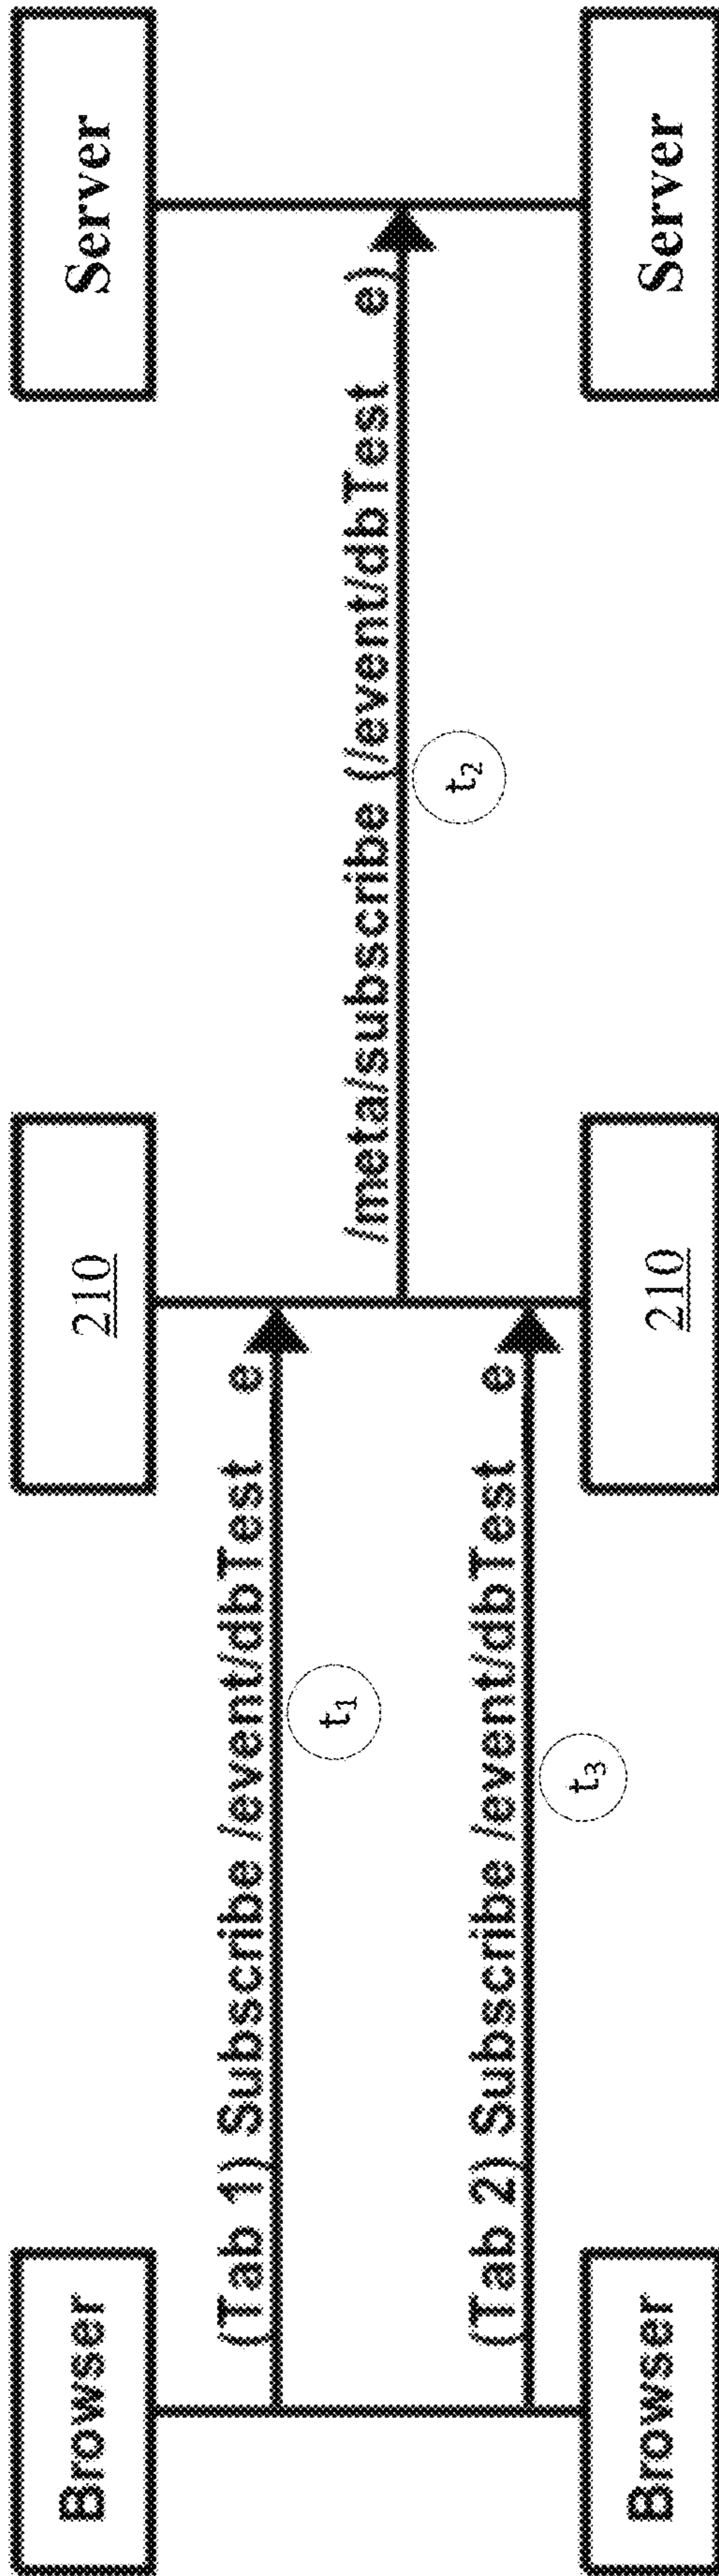 Browser
210
Server
(Tab 1) Subscribe /event/dbTest e
t1
/meta/subscribe (/event/dbTest e)
t2
(Tab 2) Subscribe /event/dbTest e
t3
Browser
210
Server